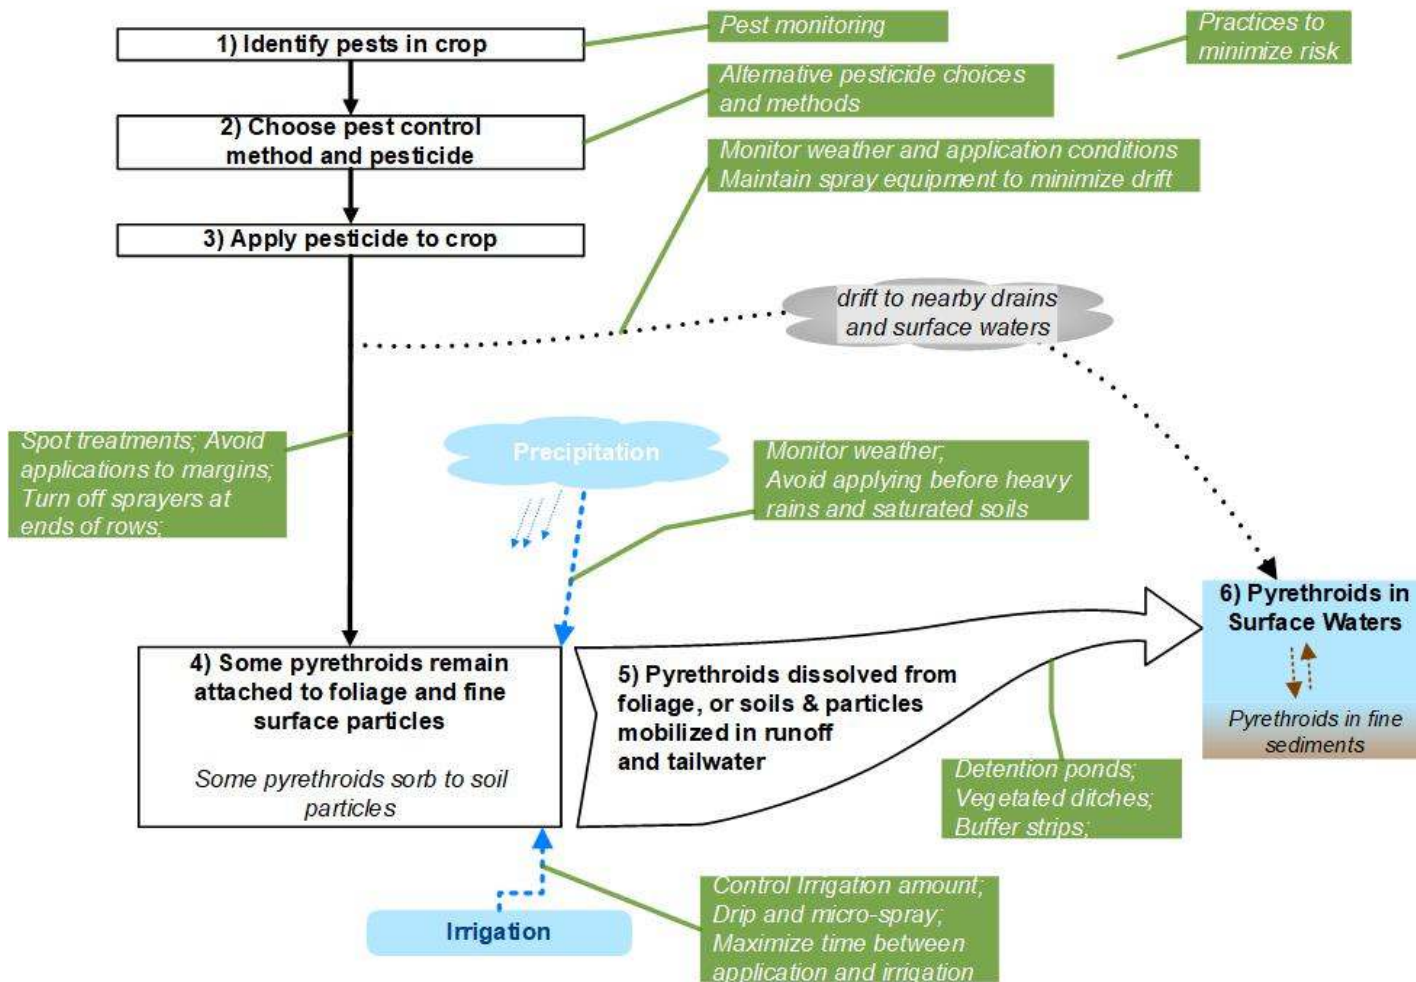 1) Identify pests in crop
Pest monitoring
Practices to
minimize risk
Alternative pesticide choices
and methods
2) Choose pest control
method and pesticide
Monitor weather and application conditions
Maintain spray equipment to minimize drift
3) Apply pesticide to crop
drift to nearby drains
and surface waters
Spot treatments; Avoid
applications to margins;
Turn off sprayers at
ends of rows;
Precipitation
Monitor weather;
Avoid applying before heavy
rains and saturated soils
4) Some pyrethroids remain
attached to foliage and fine
surface particles
Some pyrethroids sorb to soil
particles
5) Pyrethroids dissolved from
foliage, or soils & particles
mobilized in runoff
and tailwater
6) Pyrethroids in
Surface Waters
Pyrethroids in fine
sediments
Detention ponds;
Vegetated ditches;
Buffer strips;
Irrigation
Control Irrigation amount;
Drip and micro-spray;
Maximize time between
application and irrigation